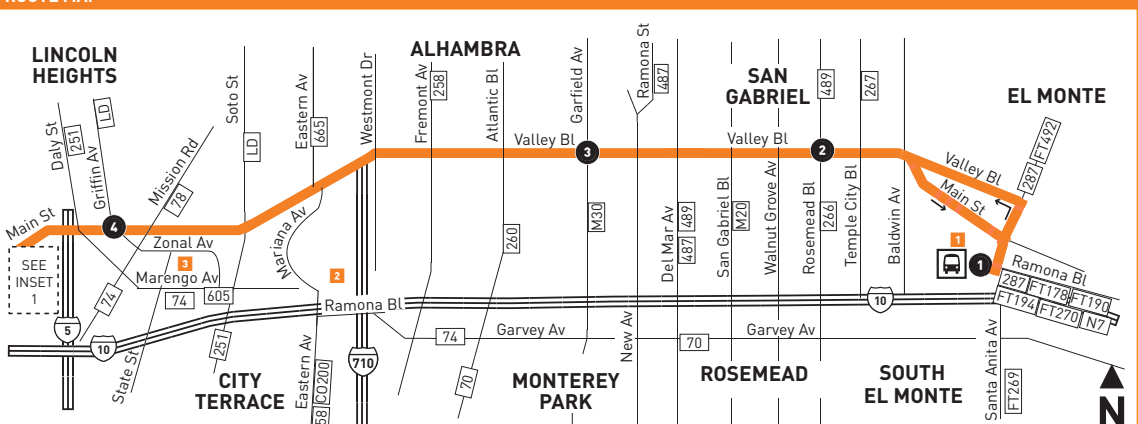 LINCOLN
HEIGHTS
ALHAMBRA
SAN
GABRIEL
EL MONTE
Daly St
251
Griffin Av
LD
Mission Rd
78
Soto St
LD
Eastern Av
665
Westmont Dr
Fremont Av
258
Atlantic Bl
260
Garfield Av
M30
Ramona St
487
Del Mar Av
489
487
San Gabriel Bl
M20
Walnut Grove Av
489
Rosemead Bl
266
267
Temple City Bl
Baldwin Av
Valley Bl
3
Valley Bl
2
Valley Bl
Main St
287
FT492
1
1
Main St
4
Zonal Av
3
Marengo Av
74
605
74
Mariana Av
2
SEE
INSET
1
5
10
State St
251
CITY
TERRACE
Eastern Av
CO200
58
Ramona Bl
710
74
Garvey Av
70
MONTEREY
PARK
New Av
70
Garvey Av
ROSEMEAD
10
SOUTH
EL MONTE
Ramona Bl
287
FT178
FT190
FT194
FT270
N7
Santa Anita Av
FT269
N